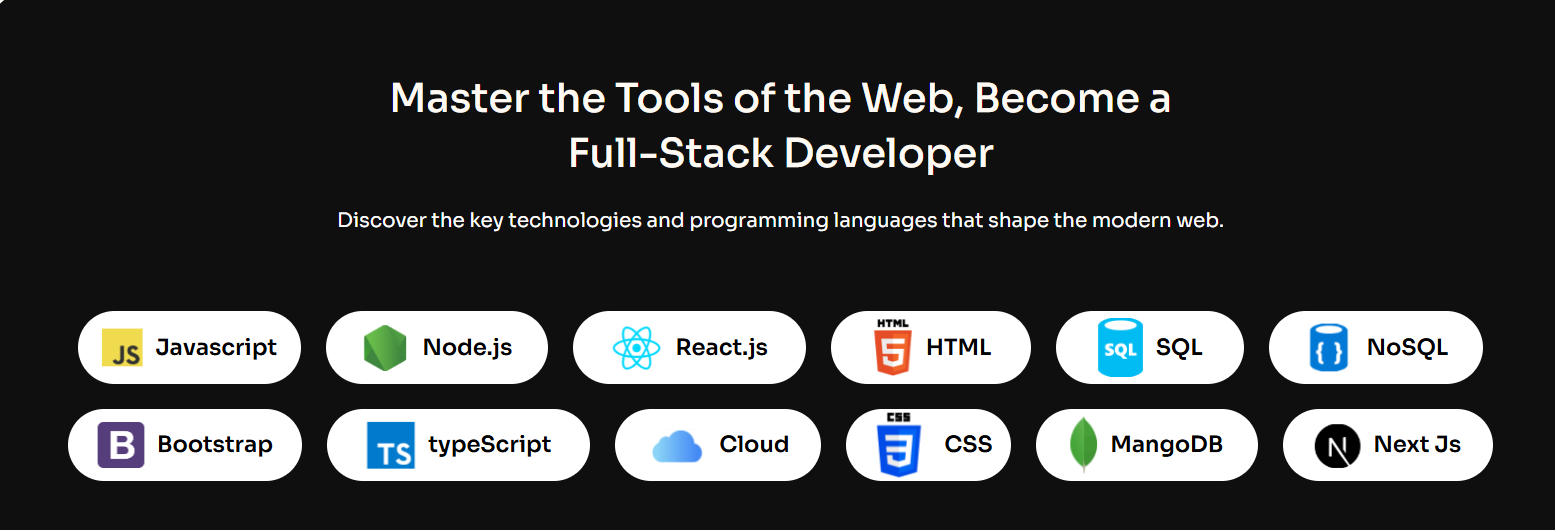 Master the Tools of the Web, Become a
Full-Stack Developer
Discover the key technologies and programming languages that shape the modern web.
JS Javascript
Node.js
React.js
HTML 5 HTML
SQL SQL
{ } NoSQL
B Bootstrap
TS typeScript
Cloud
CSS 3 CSS
MangoDB
N Next Js